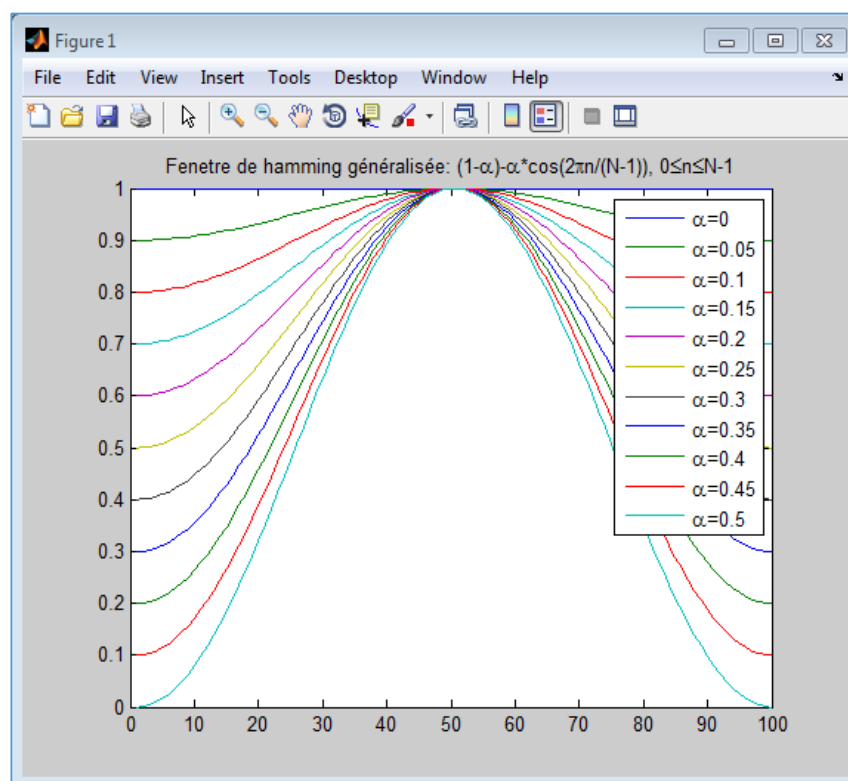 Figure 1
File Edit View Insert Tools Desktop Window Help
Fenetre de hamming généralisée: (1-α)-α*cos(2πn/(N-1)), 0≤n≤N-1
1
0.9
0.8
0.7
0.6
0.5
0.4
0.3
0.2
0.1
0
0 10 20 30 40 50 60 70 80 90 100
α=0
α=0.05
α=0.1
α=0.15
α=0.2
α=0.25
α=0.3
α=0.35
α=0.4
α=0.45
α=0.5